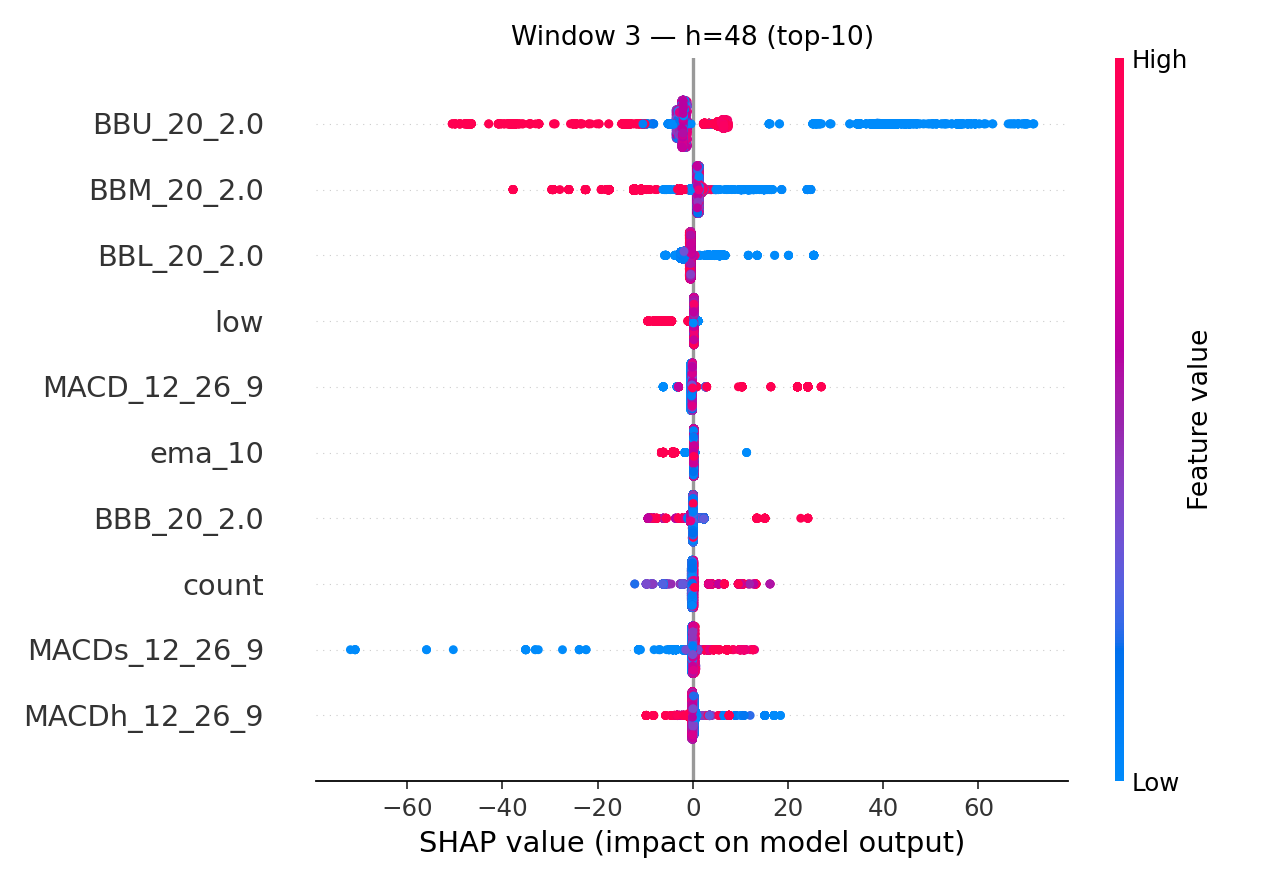 Window 3 — h=48 (top-10)
High
BBU_20_2.0
BBM_20_2.0
BBL_20_2.0
low
MACD_12_26_9
ema_10
BBB_20_2.0
count
MACDs_12_26_9
MACDh_12_26_9
Feature value
Low
−60 −40 −20 0 20 40 60
SHAP value (impact on model output)